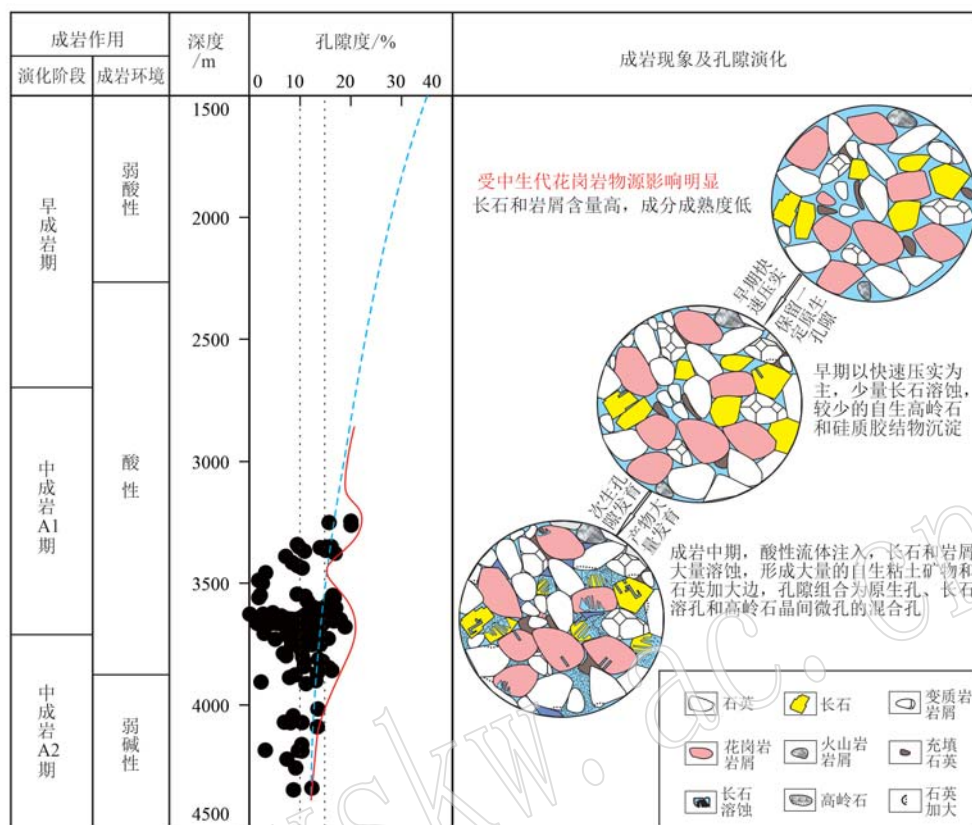 成岩作用
演化阶段
成岩环境
深度
/m
孔隙度/%
0
10
20
40
成岩现象及孔隙演化
1500
2000
2500
3000
3500
4000
4500
早成岩期
中成岩A1期
中成岩A2期
弱酸性
酸性
弱碱性
受中生代花岗岩物源影响明显
长石和岩屑含量高，成分成熟度低
早期快
速压实
保留一
定原生
孔隙
早期以快速压实为
主，少量长石溶蚀，
较少的自生高岭石
和硅质胶结物沉淀
次生孔
隙发育
产物大
量发育
成岩中期，酸性流体注入，长石和岩屑
大量溶蚀，形成大量的自生粘土矿物和
石英加大边，孔隙组合为原生孔、长石
溶孔和高岭石晶间微孔的混合孔
石英
长石
变质岩
岩屑
花岗岩
岩屑
火山岩
岩屑
充填
石英
长石
溶蚀
高岭石
石英
加大